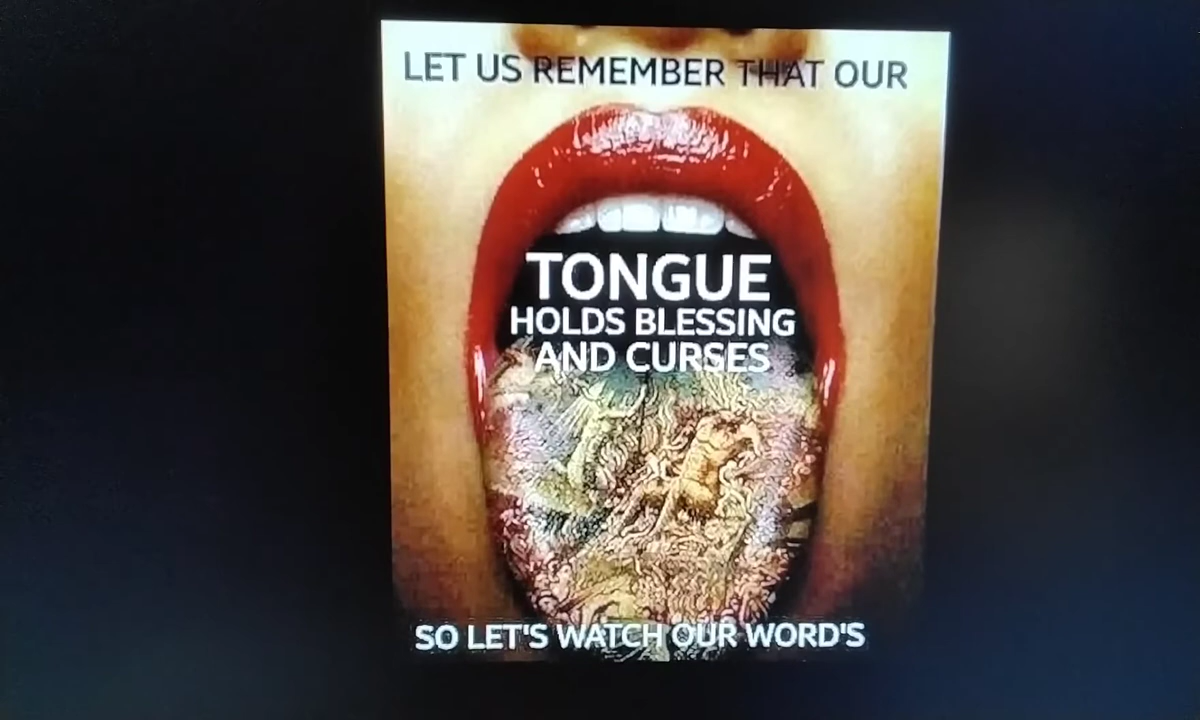 LET US REMEMBER THAT OUR
TONGUE
HOLDS BLESSING
AND CURSES
SO LET'S WATCH OUR WORD'S